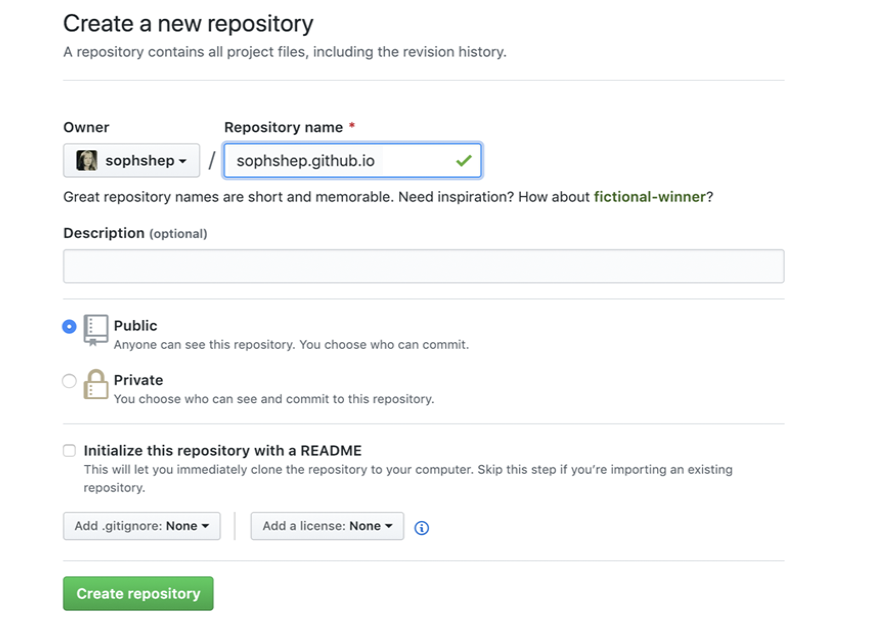 Create a new repository
A repository contains all project files, including the revision history.
Owner
Repository name *
sophshep / sophshep.github.io
Great repository names are short and memorable. Need inspiration? How about fictional-winner?
Description (optional)
Public
Anyone can see this repository. You choose who can commit.
Private
You choose who can see and commit to this repository.
Initialize this repository with a README
This will let you immediately clone the repository to your computer. Skip this step if you’re importing an existing
repository.
Add .gitignore: None
Add a license: None
Create repository